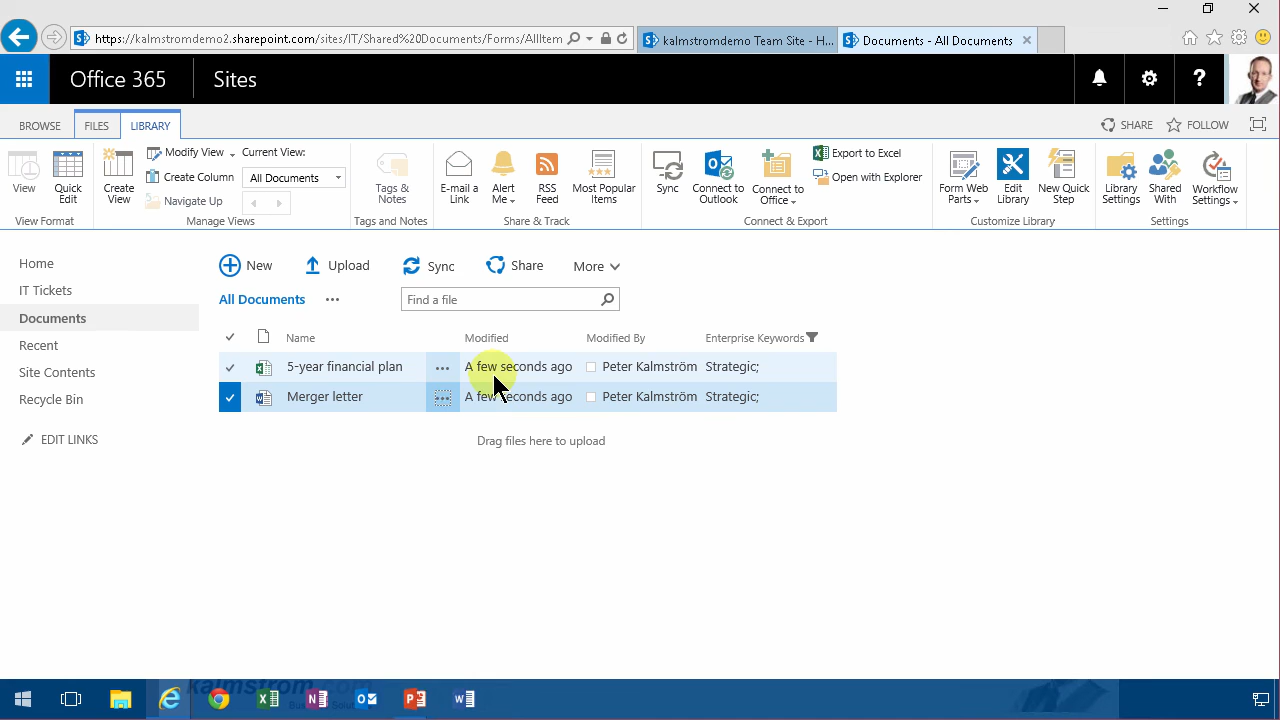 https://kalmstromdemo2.sharepoint.com/sites/IT/Shared%20Documents/Forms/AllItem
kalmstromdemo Team Site - H...
Documents - All Documents
Office 365
Sites
?
BROWSE
FILES
LIBRARY
SHARE
FOLLOW
View
Quick Edit
Create View
Modify View
Create Column
Navigate Up
Current View:
All Documents
Tags & Notes
E-mail a Link
Alert Me
RSS Feed
Most Popular Items
Sync
Connect to Outlook
Connect to Office
Export to Excel
Open with Explorer
Form Web Parts
Edit Library
New Quick Step
Library Settings
Shared With
Workflow Settings
View Format
Manage Views
Tags and Notes
Share & Track
Connect & Export
Customize Library
Settings
Home
IT Tickets
Documents
Recent
Site Contents
Recycle Bin
EDIT LINKS
New
Upload
Sync
Share
More
All Documents
...
Find a file
Name
Modified
Modified By
Enterprise Keywords
5-year financial plan
...
A few seconds ago
Peter Kalmström
Strategic;
Merger letter
...
A few seconds ago
Peter Kalmström
Strategic;
Drag files here to upload
kalmstrom.com